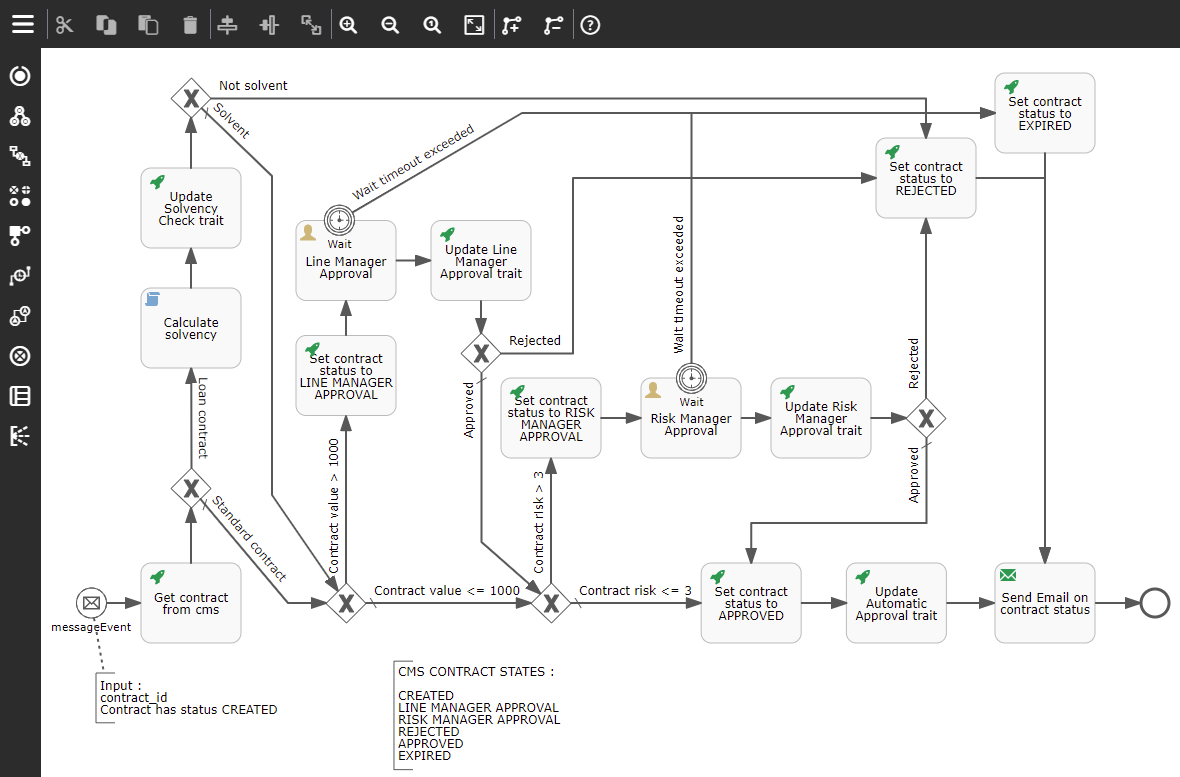 Not solvent
Solvent
Set contract
status to
EXPIRED
Wait timeout exceeded
Set contract
status to
REJECTED
Update
Solvency
Check trait
Wait
Line Manager
Approval
Update Line
Manager
Approval trait
Wait timeout exceeded
Calculate
solvency
Rejected
Set contract
status to
LINE MANAGER
APPROVAL
Rejected
Loan contract
Approved
Set contract
status to RISK
MANAGER
APPROVAL
Wait
Risk Manager
Approval
Update Risk
Manager
Approval trait
Approved
Contract value > 1000
Contract risk > 3
Standard contract
Get contract
from cms
messageEvent
Contract value <= 1000
Contract risk <= 3
Set contract
status to
APPROVED
Update
Automatic
Approval trait
Send Email on
contract status
Input :
contract_id
Contract has status CREATED
CMS CONTRACT STATES :
CREATED
LINE MANAGER APPROVAL
RISK MANAGER APPROVAL
REJECTED
APPROVED
EXPIRED